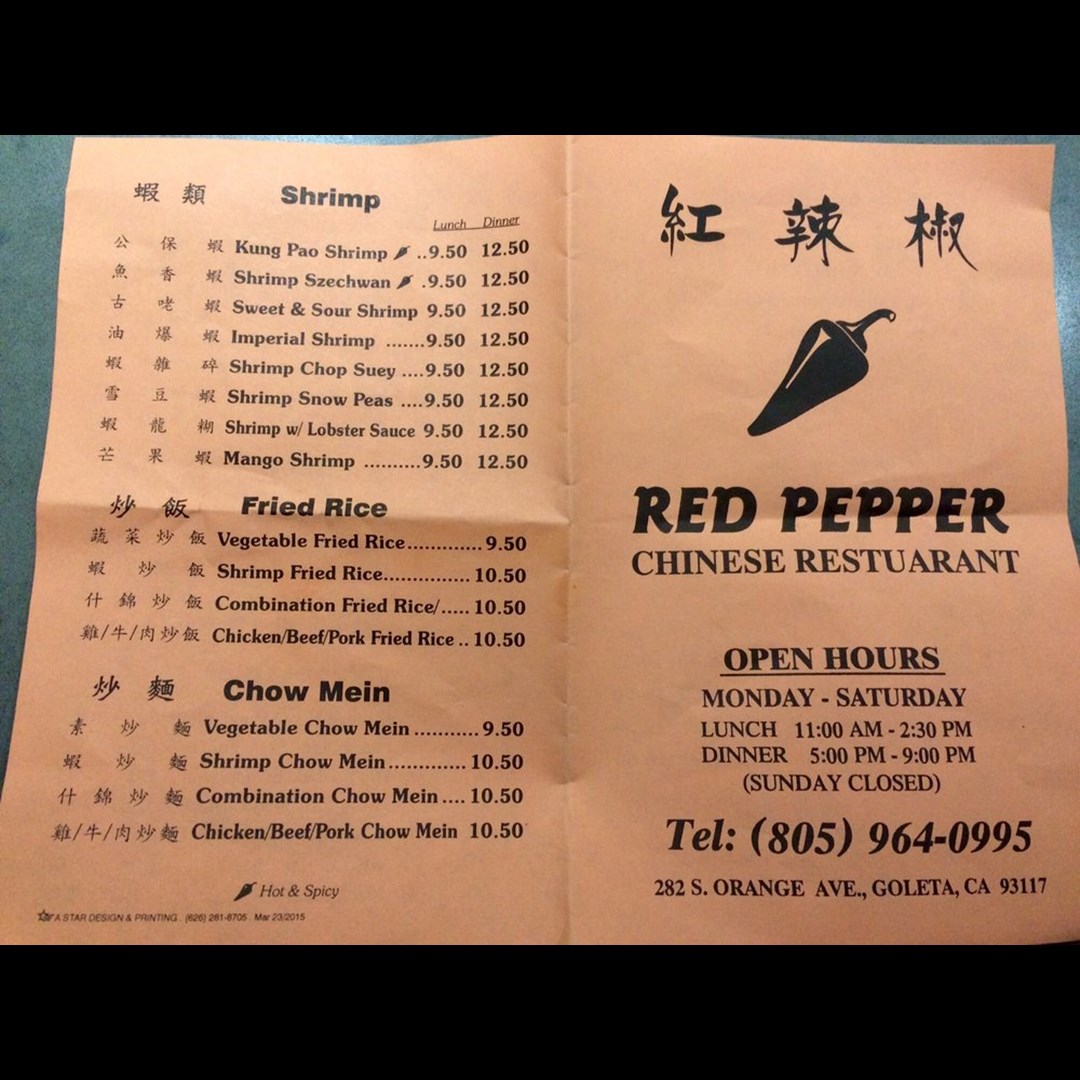 蝦類 Shrimp
Lunch Dinner
公保蝦 Kung Pao Shrimp ..9.50 12.50
魚香蝦 Shrimp Szechwan .9.50 12.50
古咾蝦 Sweet & Sour Shrimp 9.50 12.50
油爆蝦 Imperial Shrimp .......9.50 12.50
蝦雜碎 Shrimp Chop Suey ....9.50 12.50
雪豆蝦 Shrimp Snow Peas ....9.50 12.50
蝦龍糊 Shrimp w/ Lobster Sauce 9.50 12.50
芒果蝦 Mango Shrimp ..........9.50 12.50
炒飯 Fried Rice
蔬菜炒飯 Vegetable Fried Rice............. 9.50
蝦炒飯 Shrimp Fried Rice................ 10.50
什錦炒飯 Combination Fried Rice/..... 10.50
雞/牛/肉炒飯 Chicken/Beef/Pork Fried Rice .. 10.50
炒麵 Chow Mein
素炒麵 Vegetable Chow Mein ........... 9.50
蝦炒麵 Shrimp Chow Mein............. 10.50
什錦炒麵 Combination Chow Mein .... 10.50
雞/牛/肉炒麵 Chicken/Beef/Pork Chow Mein 10.50
Hot & Spicy
A STAR DESIGN & PRINTING . (626) 281-8705 . Mar 23/2015
紅辣椒
RED PEPPER
CHINESE RESTUARANT
OPEN HOURS
MONDAY - SATURDAY
LUNCH 11:00 AM - 2:30 PM
DINNER 5:00 PM - 9:00 PM
(SUNDAY CLOSED)
Tel: (805) 964-0995
282 S. ORANGE AVE., GOLETA, CA 93117